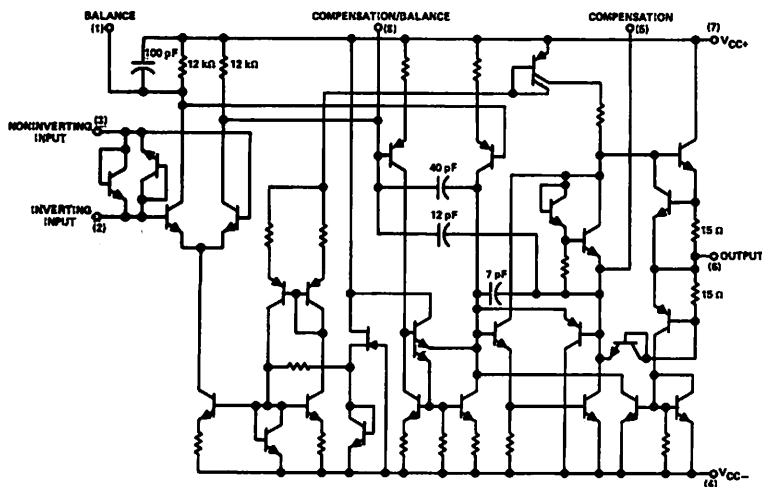 BALANCE
(1)
COMPENSATION/BALANCE
(8)
COMPENSATION
(5)
(7)
VCC+
100 pF
12 kΩ
12 kΩ
(3)
NONINVERTING
INPUT
INVERTING
INPUT
(2)
40 pF
12 pF
7 pF
15 Ω
OUTPUT
(6)
15 Ω
VCC−
(4)